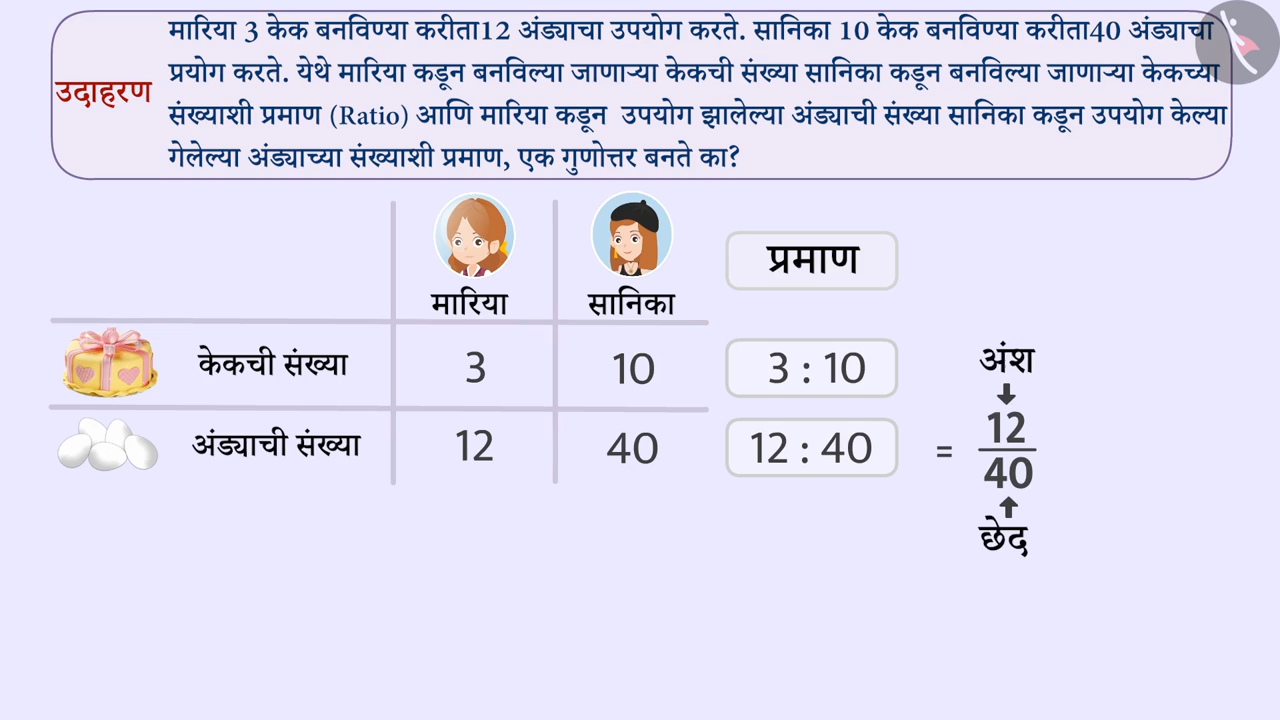 मारिया 3 केक बनविण्या करीता12 अंड्याचा उपयोग करते. सानिका 10 केक बनविण्या करीता40 अंड्याचा
प्रयोग करते. येथे मारिया कडून बनविल्या जाणाऱ्या केकची संख्या सानिका कडून बनविल्या जाणाऱ्या केकच्या
उदाहरण
संख्याशी प्रमाण (Ratio) आणि मारिया कडून उपयोग झालेल्या अंड्याची संख्या सानिका कडून उपयोग केल्या
गेलेल्या अंड्याच्या संख्याशी प्रमाण, एक गुणोत्तर बनते का?
मारिया सानिका प्रमाण
केकची संख्या 3 10 3 : 10
अंड्याची संख्या 12 40 12 : 40 =
अंश
12
40
छेद